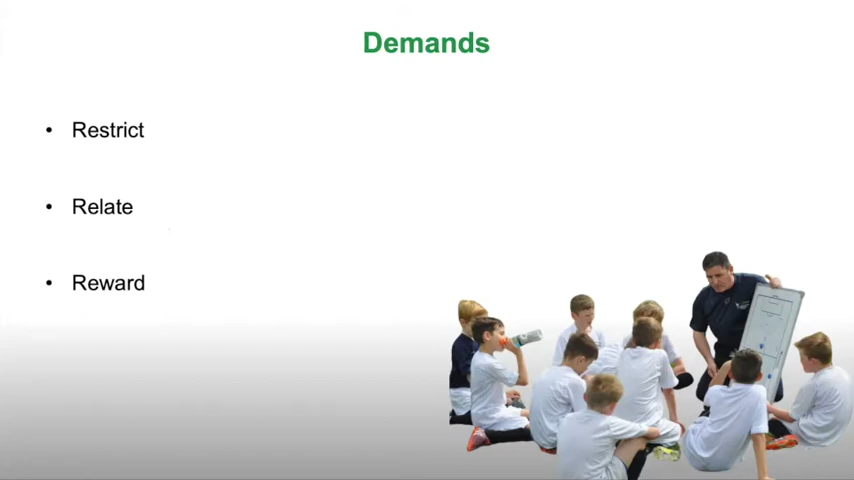 Demands
• Restrict
• Relate
• Reward